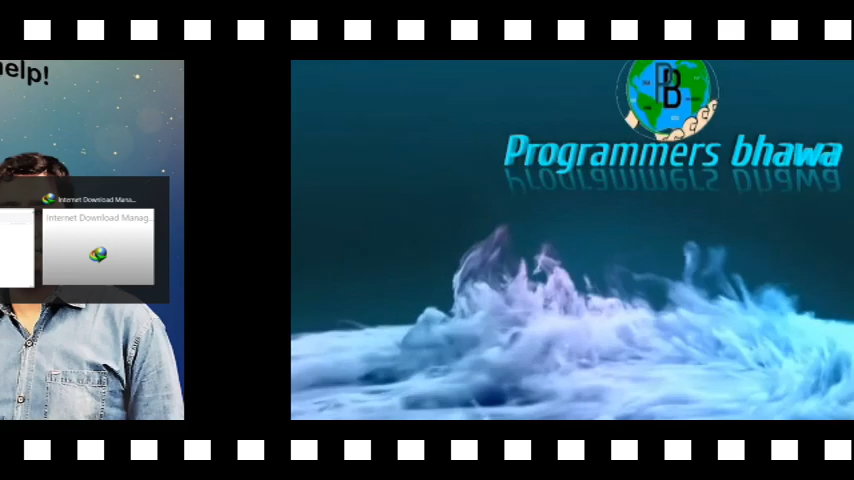 help!
Internet Download Mana...
Internet Download Manag...
PB
Programmers bhawa